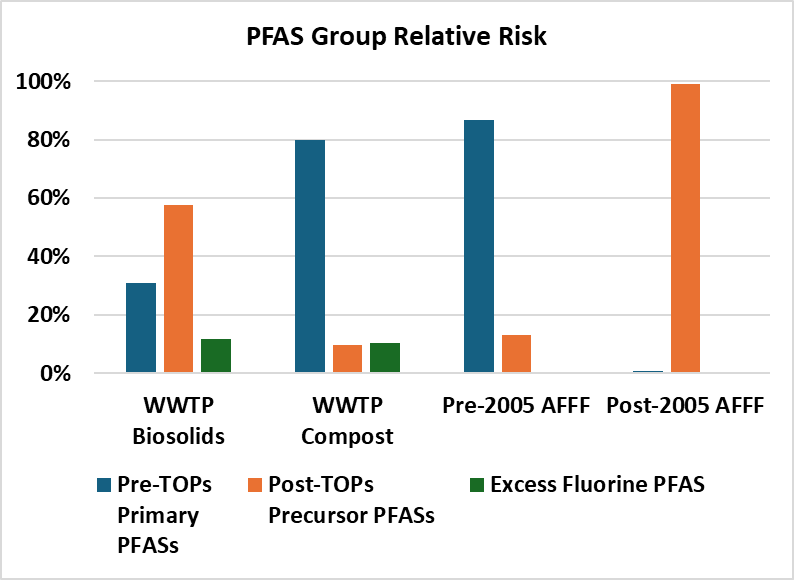 PFAS Group Relative Risk
100%
80%
60%
40%
20%
0%
WWTP Biosolids
WWTP Compost
Pre-2005 AFFF
Post-2005 AFFF
Pre-TOPs
Primary
PFASs
Post-TOPs
Precursor PFASs
Excess Fluorine PFAS